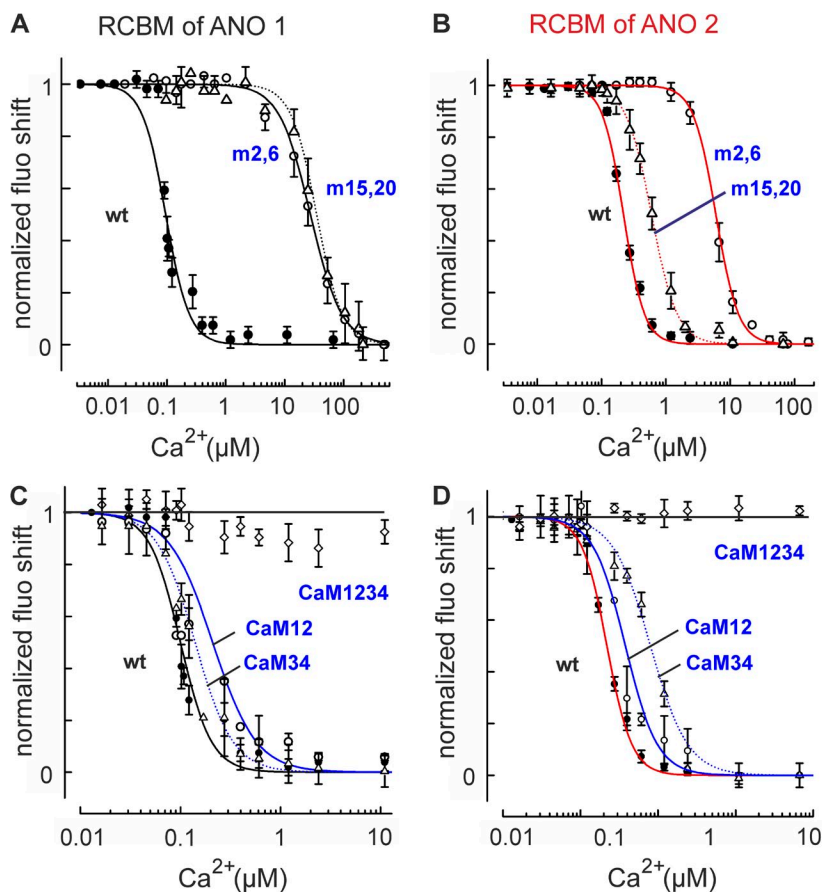 A
RCBM of ANO 1
normalized fluo shift
1
0
wt
m2,6
m15,20
0.01 0.1 1 10 100
Ca2+(μM)
B
RCBM of ANO 2
normalized fluo shift
1
0
wt
m2,6
m15,20
0.01 0.1 1 10 100
Ca2+(μM)
C
normalized fluo shift
1
0
wt
CaM1234
CaM12
CaM34
0.01 0.1 1 10
Ca2+(μM)
D
normalized fluo shift
1
0
wt
CaM1234
CaM12
CaM34
0.01 0.1 1 10
Ca2+(μM)